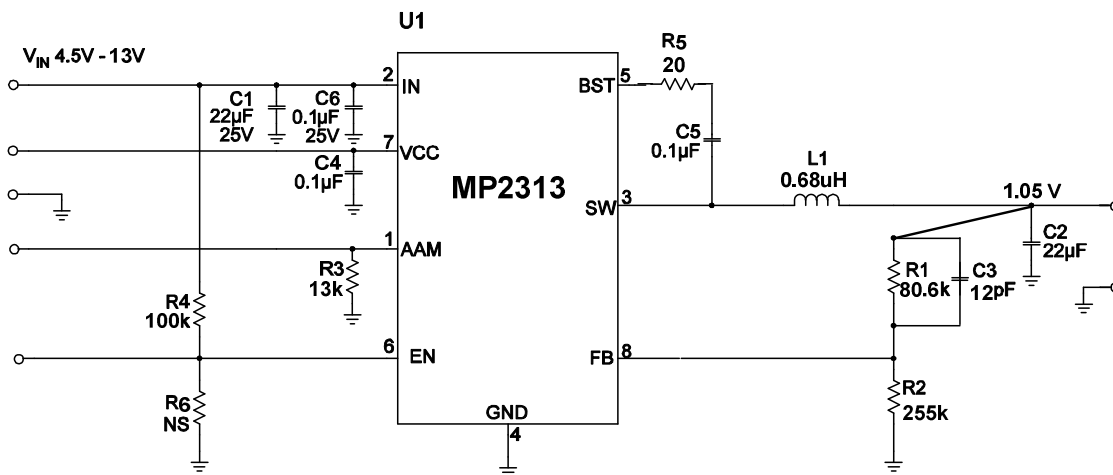 U1
VIN 4.5V - 13V
2
IN
C1
22µF
25V
C6
0.1µF
25V
7
VCC
C4
0.1µF
1
AAM
R3
13k
R4
100k
6
EN
R6
NS
MP2313
GND
4
BST
5
R5
20
C5
0.1µF
SW
3
L1
0.68uH
1.05 V
C2
22µF
R1
80.6k
C3
12pF
FB
8
R2
255k